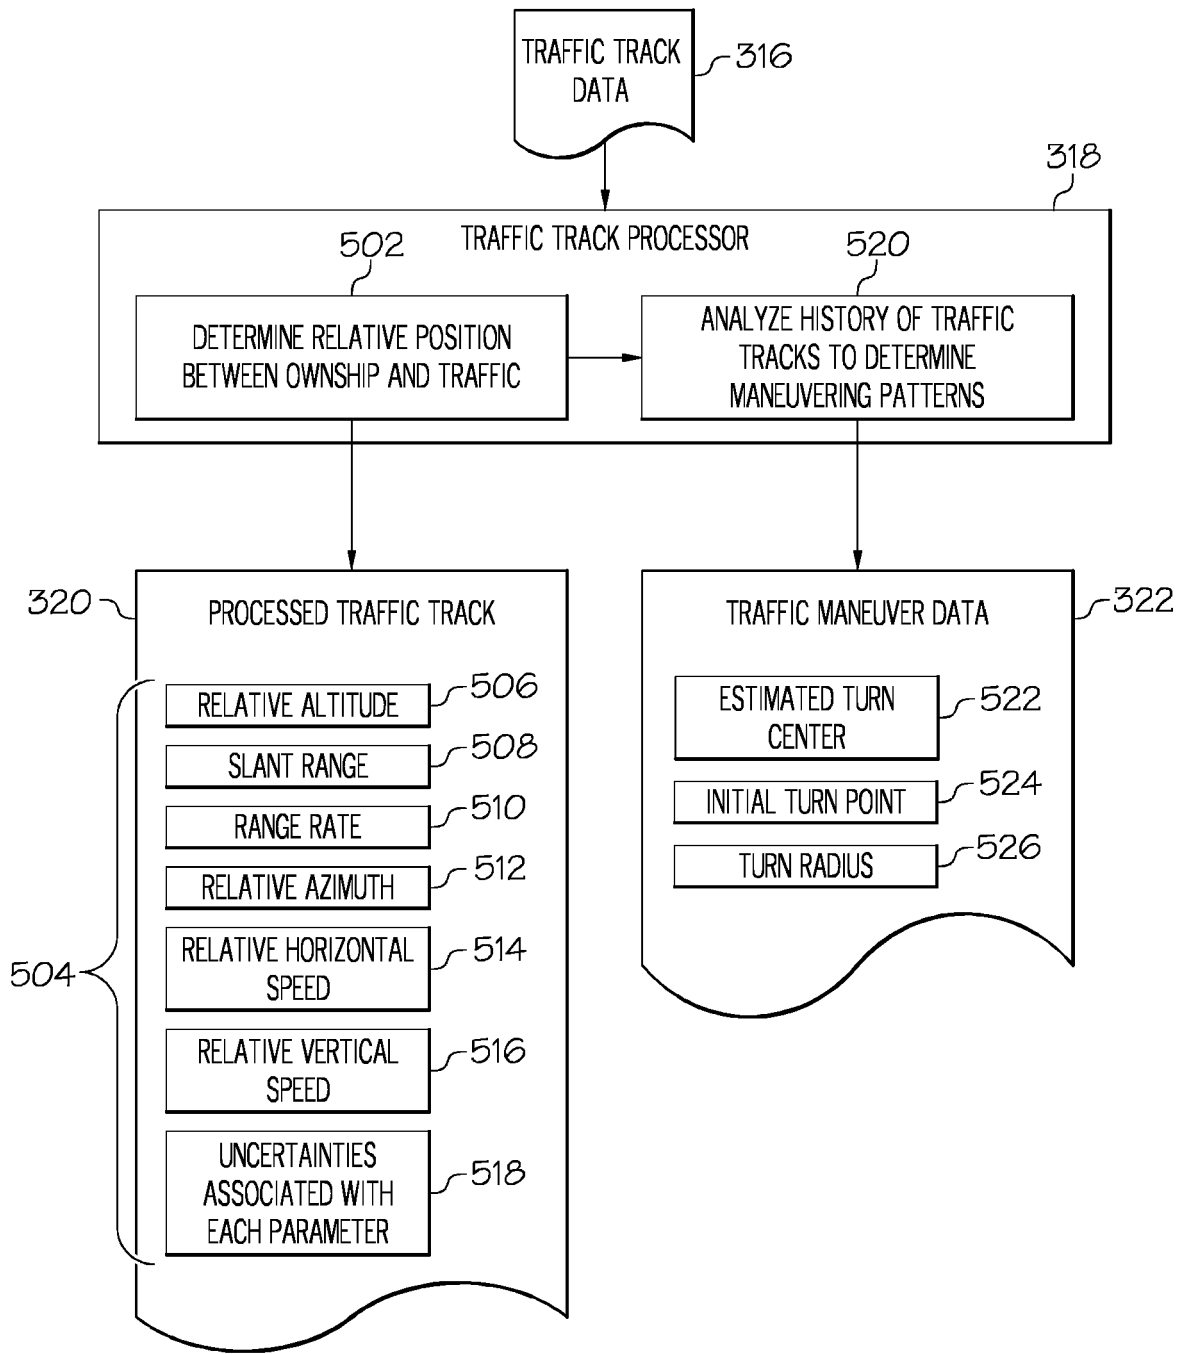 TRAFFIC TRACK
DATA
316
318
TRAFFIC TRACK PROCESSOR
502
520
DETERMINE RELATIVE POSITION
BETWEEN OWNSHIP AND TRAFFIC
ANALYZE HISTORY OF TRAFFIC
TRACKS TO DETERMINE
MANEUVERING PATTERNS
320
PROCESSED TRAFFIC TRACK
504
RELATIVE ALTITUDE
506
SLANT RANGE
508
RANGE RATE
510
RELATIVE AZIMUTH
512
RELATIVE HORIZONTAL
SPEED
514
RELATIVE VERTICAL
SPEED
516
UNCERTAINTIES
ASSOCIATED WITH
EACH PARAMETER
518
TRAFFIC MANEUVER DATA
322
ESTIMATED TURN
CENTER
522
INITIAL TURN POINT
524
TURN RADIUS
526